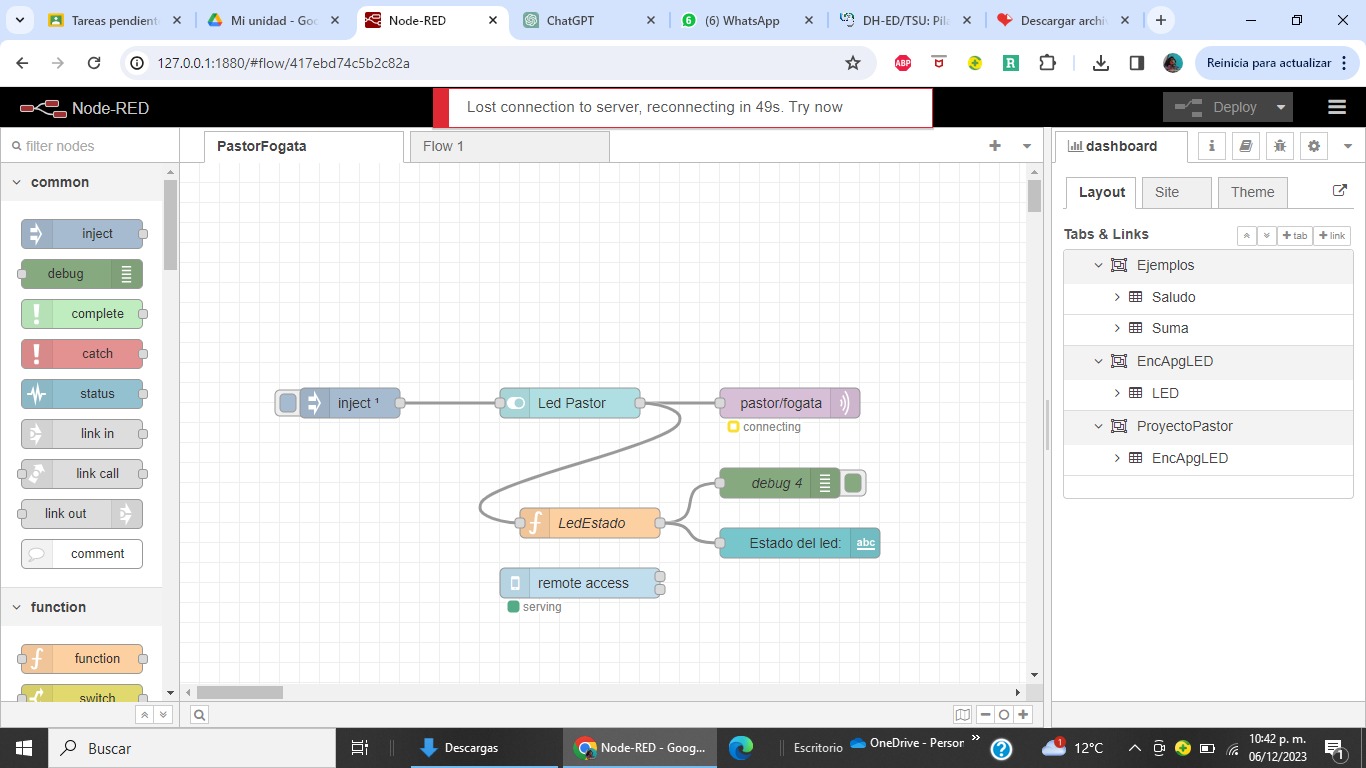 Tareas pendient
Mi unidad - Goo
Node-RED
ChatGPT
(6) WhatsApp
DH-ED/TSU: Pila
Descargar archi
127.0.0.1:1880/#flow/417ebd74c5b2c82a
ABP
R
Reinicia para actualizar
Node-RED
Lost connection to server, reconnecting in 49s. Try now
Deploy
filter nodes
PastorFogata
Flow 1
dashboard
common
Layout
Site
Theme
inject
Tabs & Links
tab
link
debug
Ejemplos
complete
Saludo
catch
Suma
status
EncApgLED
inject ¹
Led Pastor
pastor/fogata
LED
link in
connecting
ProyectoPastor
link call
debug 4
EncApgLED
link out
LedEstado
comment
Estado del led:
abc
remote access
function
serving
function
switch
Buscar
Descargas
Node-RED - Goog...
Escritorio
OneDrive - Person
»
1
12°C
10:42 p. m.
06/12/2023
1